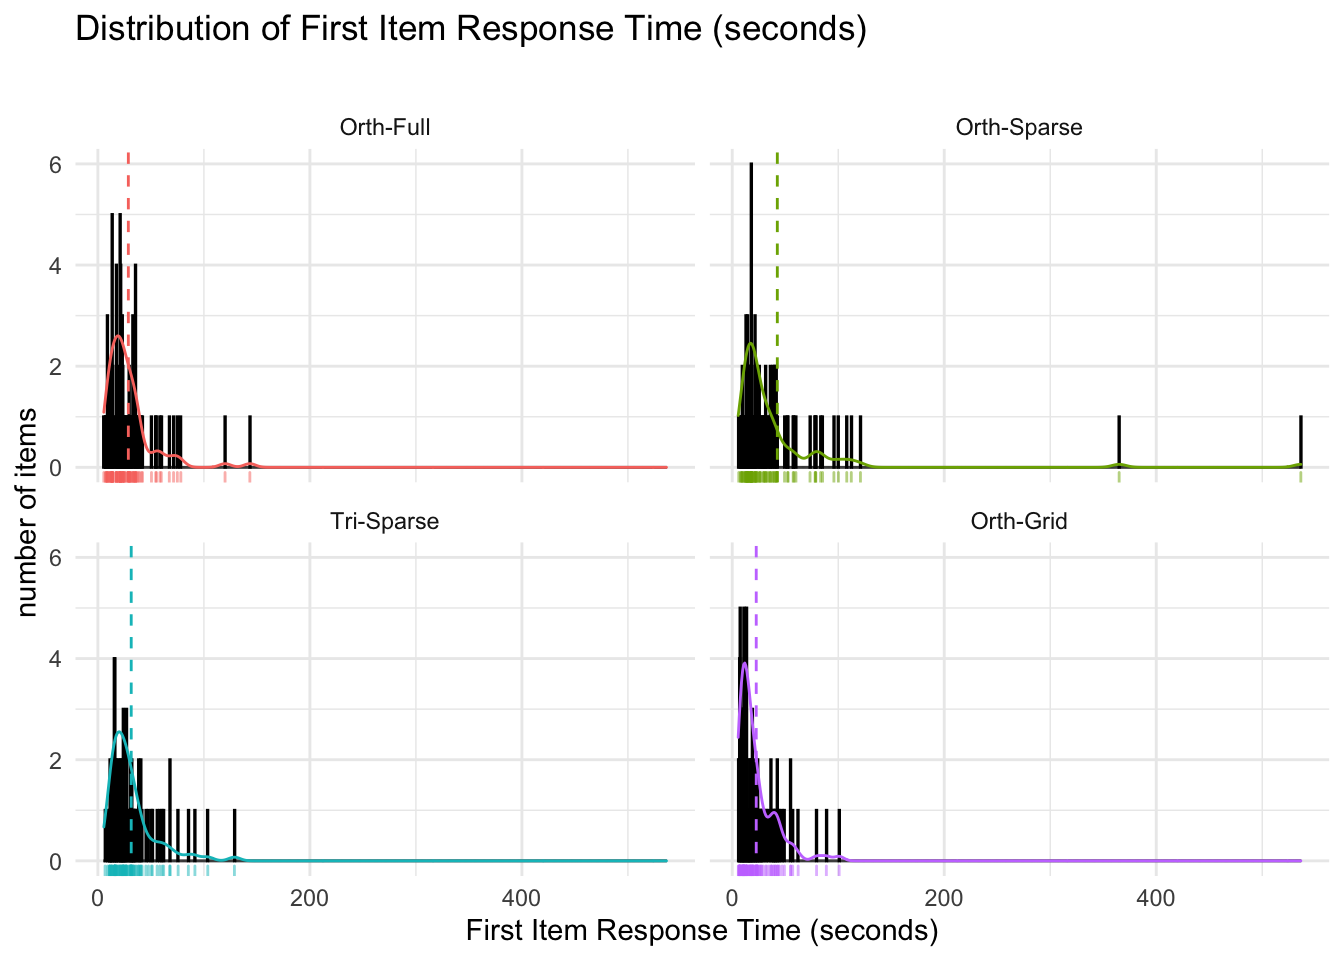 Distribution of First Item Response Time (seconds)
Orth-Full
Orth-Sparse
6
4
2
0
number of items
Tri-Sparse
Orth-Grid
6
4
2
0
0 200 400
0 200 400
First Item Response Time (seconds)